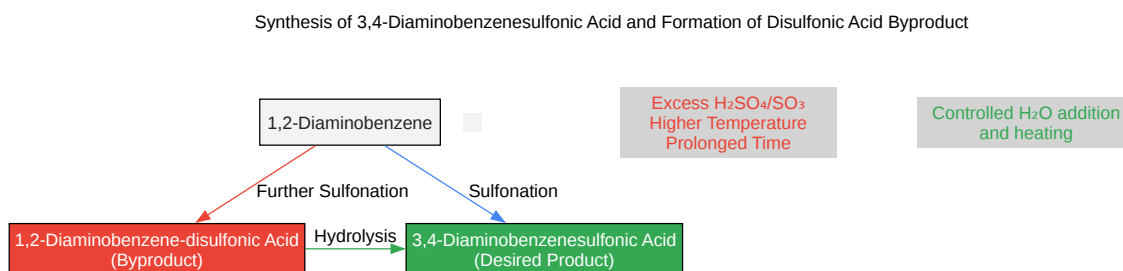 Synthesis of 3,4-Diaminobenzenesulfonic Acid and Formation of Disulfonic Acid Byproduct
1,2-Diaminobenzene
Excess H₂SO₄/SO₃
Higher Temperature
Prolonged Time
Controlled H₂O addition
and heating
Further Sulfonation
Sulfonation
1,2-Diaminobenzene-disulfonic Acid
(Byproduct)
Hydrolysis
3,4-Diaminobenzenesulfonic Acid
(Desired Product)